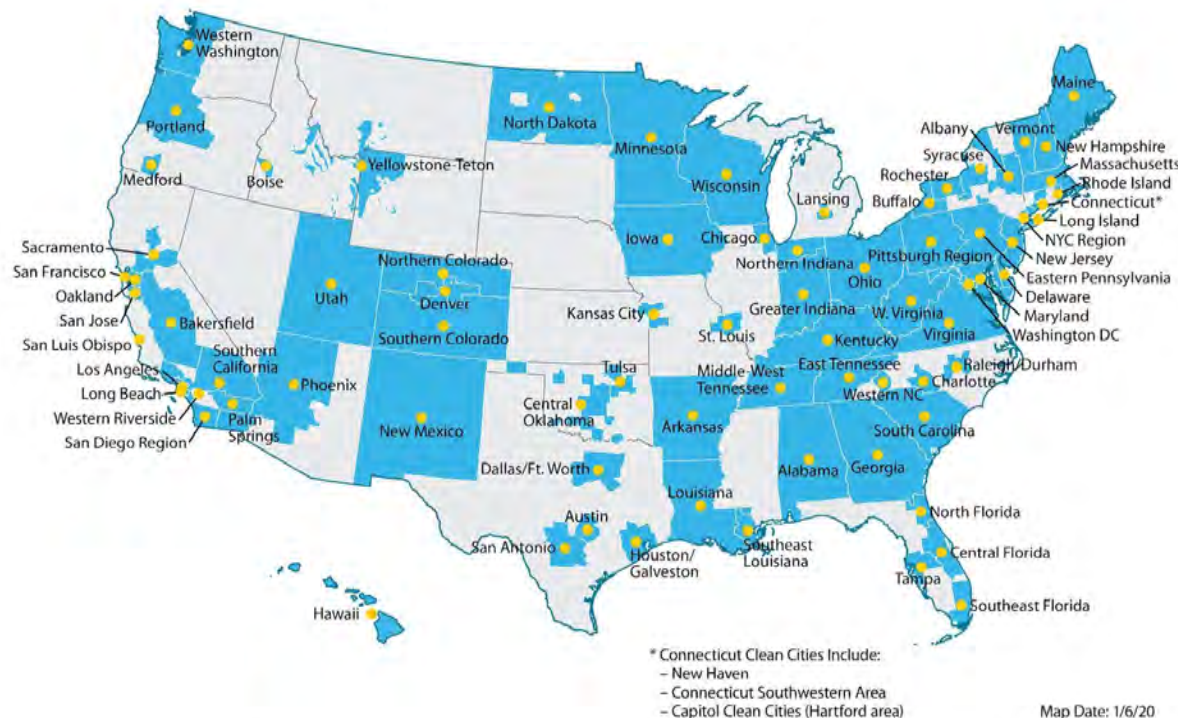 Western
Washington
Portland
Medford
Boise
Yellowstone-Teton
North Dakota
Minnesota
Wisconsin
Iowa
Lansing
Chicago
Northern Indiana
Greater Indiana
Ohio
Pittsburgh Region
W. Virginia
Virginia
Kentucky
East Tennessee
Middle-West
Tennessee
Western NC
Charlotte
Raleigh/Durham
South Carolina
Georgia
Alabama
Arkansas
Louisiana
Southeast
Louisiana
North Florida
Central Florida
Tampa
Southeast Florida
Maine
Vermont
New Hampshire
Massachusetts
Rhode Island
Connecticut*
Long Island
NYC Region
New Jersey
Eastern Pennsylvania
Delaware
Maryland
Washington DC
Albany
Syracuse
Rochester
Buffalo
Sacramento
San Francisco
Oakland
San Jose
San Luis Obispo
Bakersfield
Southern
California
Los Angeles
Long Beach
Western Riverside
San Diego Region
Palm
Springs
Phoenix
Utah
Northern Colorado
Denver
Southern Colorado
New Mexico
Kansas City
St. Louis
Tulsa
Central
Oklahoma
Dallas/Ft. Worth
Austin
San Antonio
Houston/
Galveston
Hawaii
* Connecticut Clean Cities Include:
– New Haven
– Connecticut Southwestern Area
– Capitol Clean Cities (Hartford area)
Map Date: 1/6/20